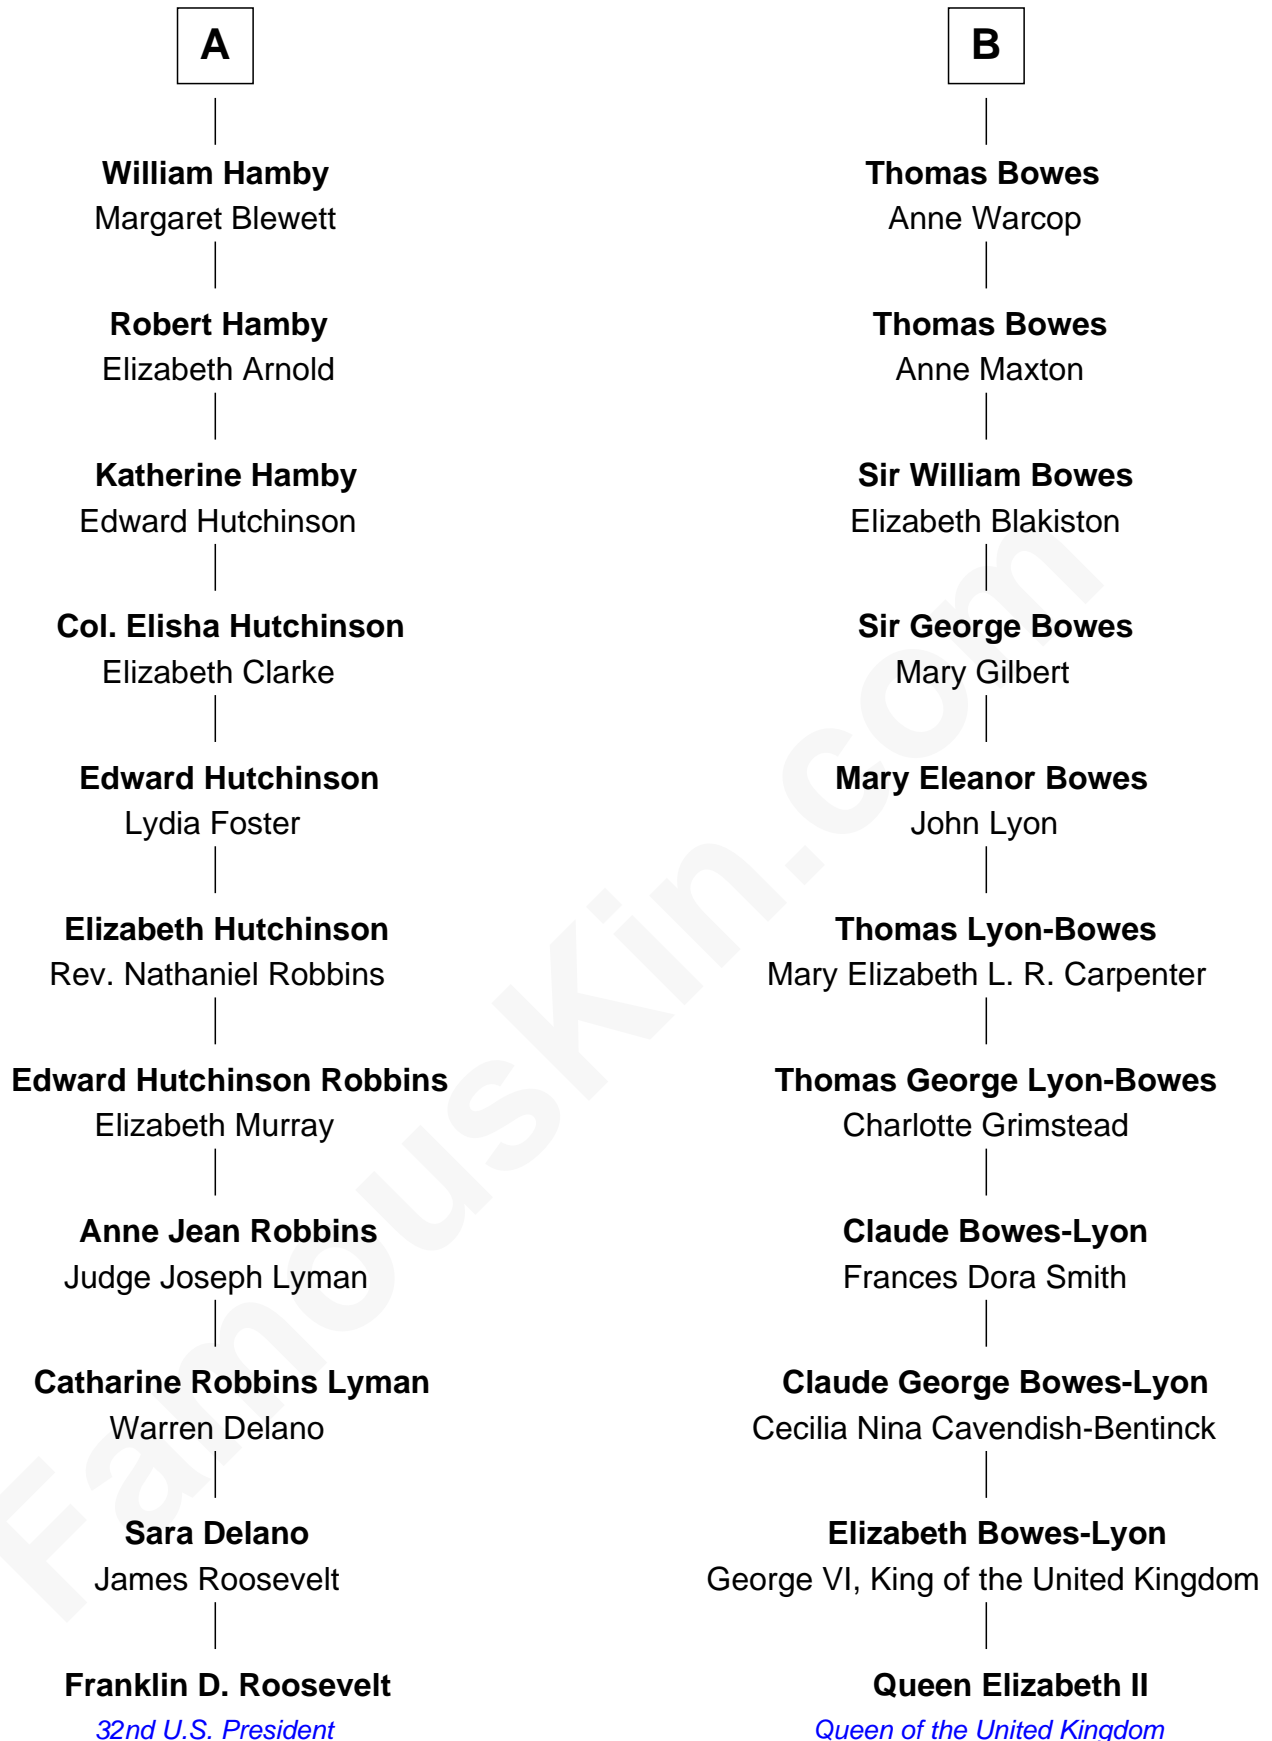 A
William Hamby
Margaret Blewett
Robert Hamby
Elizabeth Arnold
Katherine Hamby
Edward Hutchinson
Col. Elisha Hutchinson
Elizabeth Clarke
Edward Hutchinson
Lydia Foster
Elizabeth Hutchinson
Rev. Nathaniel Robbins
Edward Hutchinson Robbins
Elizabeth Murray
Anne Jean Robbins
Judge Joseph Lyman
Catharine Robbins Lyman
Warren Delano
Sara Delano
James Roosevelt
Franklin D. Roosevelt
32nd U.S. President
B
Thomas Bowes
Anne Warcop
Thomas Bowes
Anne Maxton
Sir William Bowes
Elizabeth Blakiston
Sir George Bowes
Mary Gilbert
Mary Eleanor Bowes
John Lyon
Thomas Lyon-Bowes
Mary Elizabeth L. R. Carpenter
Thomas George Lyon-Bowes
Charlotte Grimstead
Claude Bowes-Lyon
Frances Dora Smith
Claude George Bowes-Lyon
Cecilia Nina Cavendish-Bentinck
Elizabeth Bowes-Lyon
George VI, King of the United Kingdom
Queen Elizabeth II
Queen of the United Kingdom
FamousKin.com